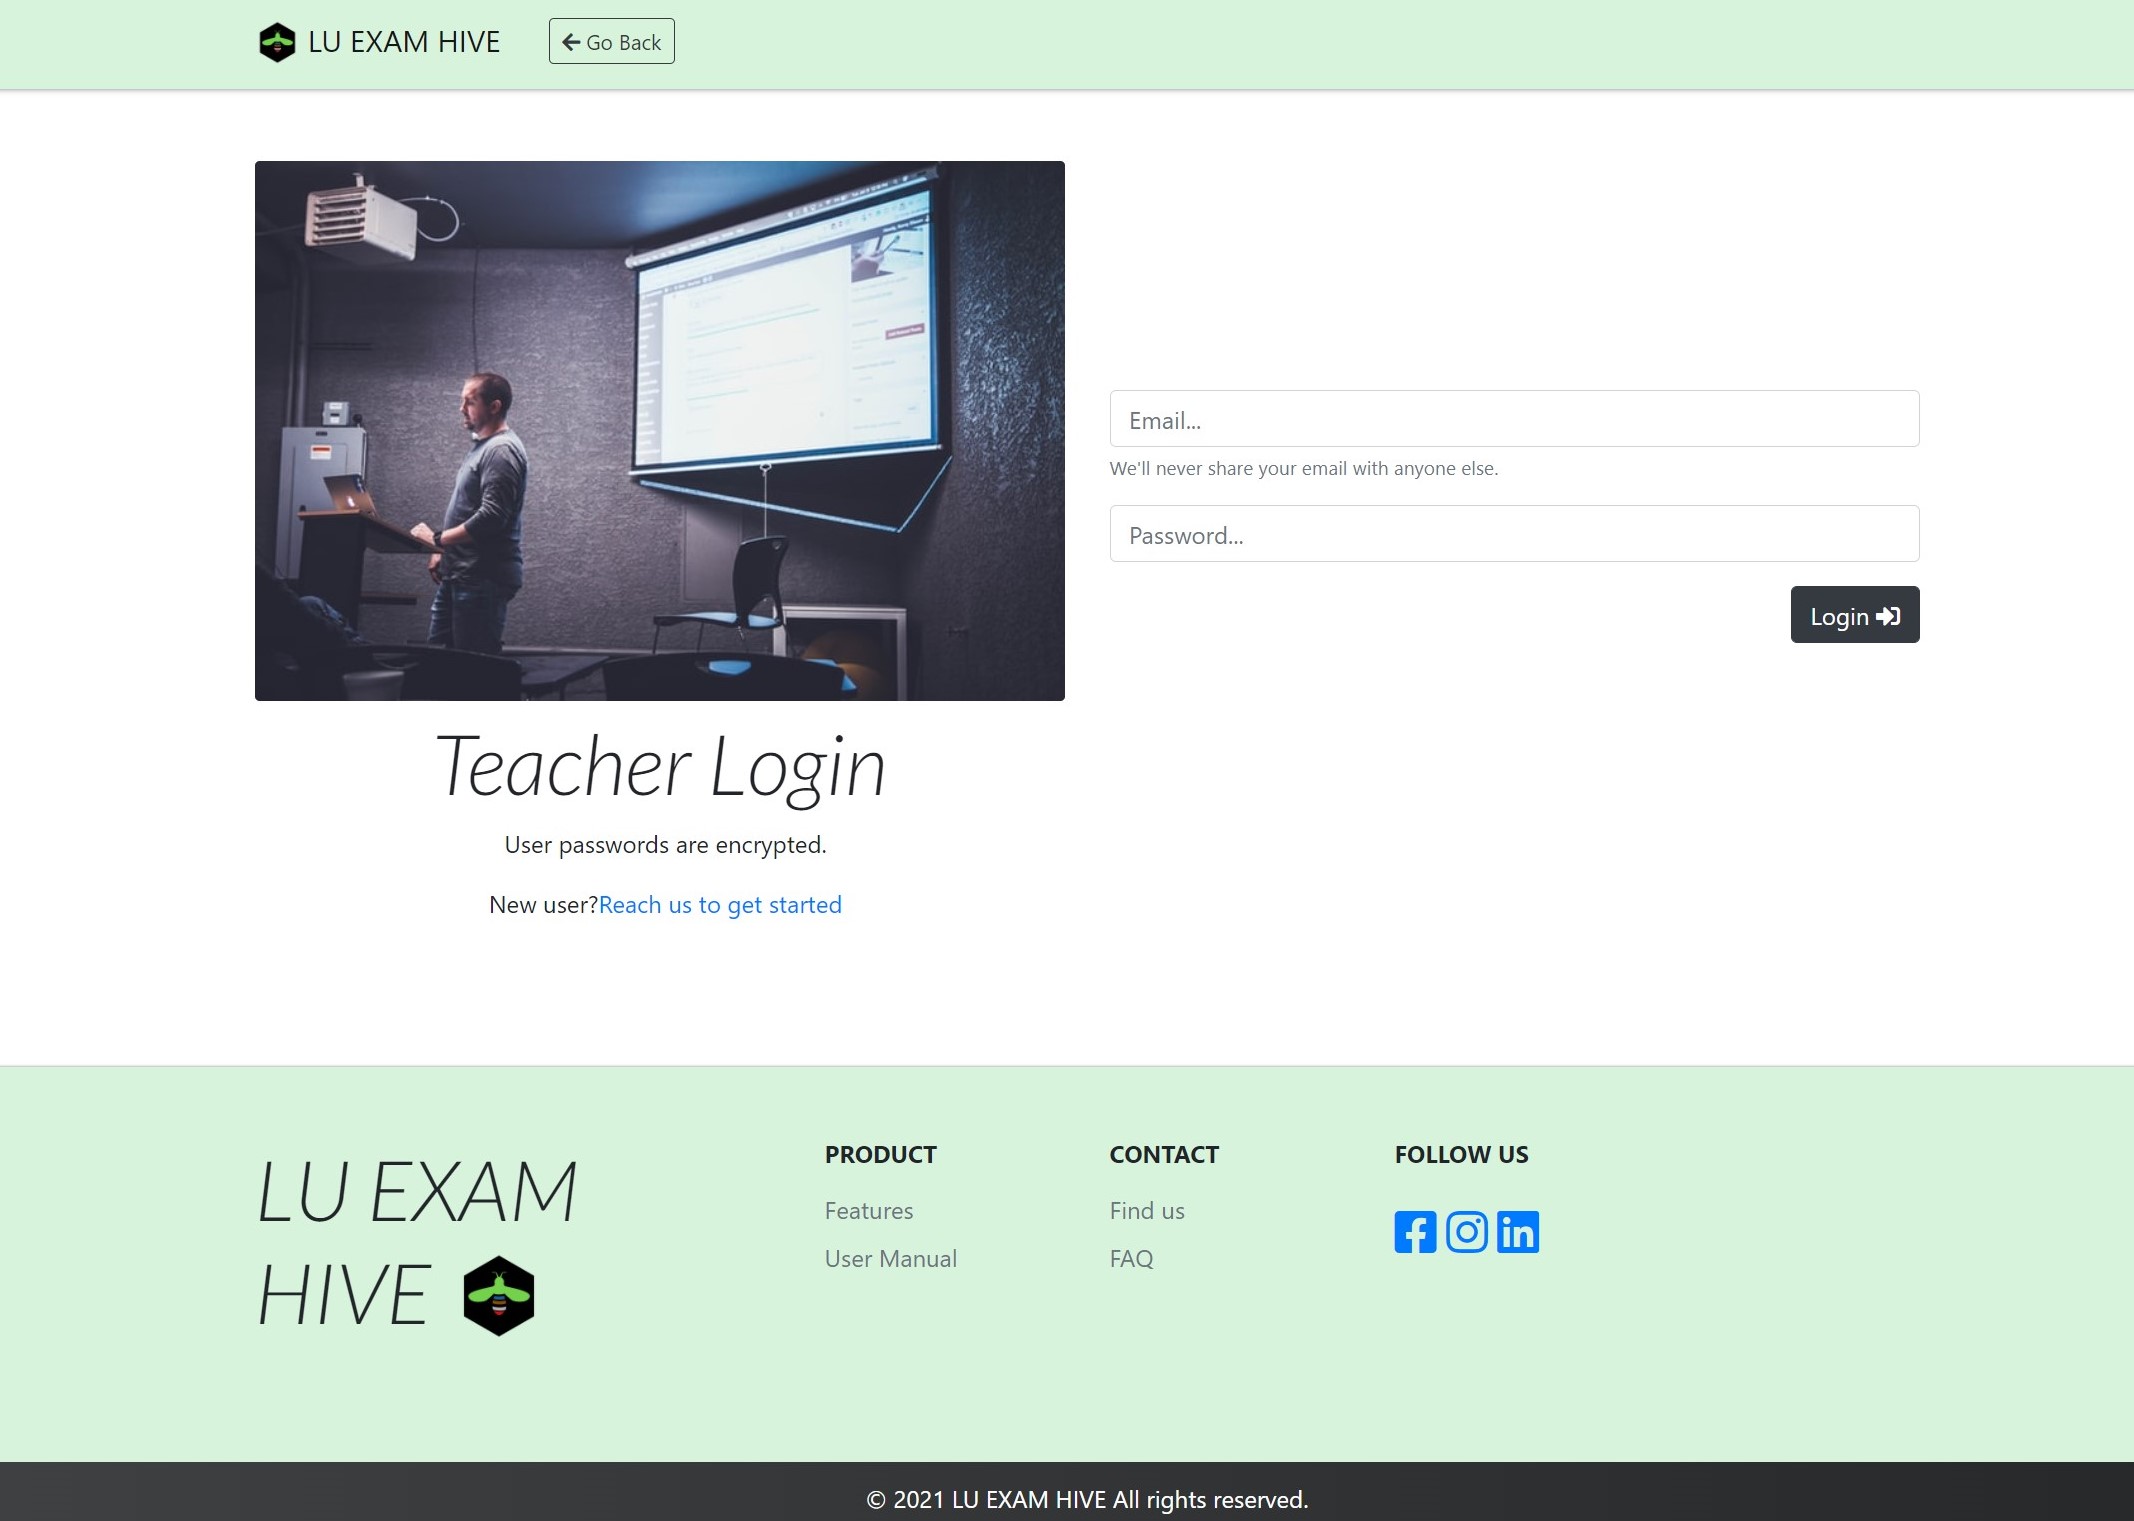 LU EXAM HIVE
Go Back
Email...
We'll never share your email with anyone else.
Password...
Login
Teacher Login
User passwords are encrypted.
New user?Reach us to get started
LU EXAM
HIVE
PRODUCT
Features
User Manual
CONTACT
Find us
FAQ
FOLLOW US
© 2021 LU EXAM HIVE All rights reserved.